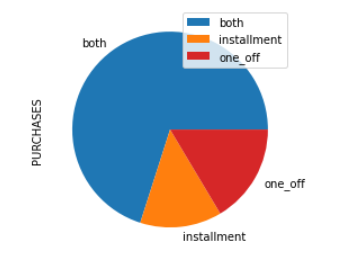 both
installment
one_off
both
PURCHASES
one_off
installment